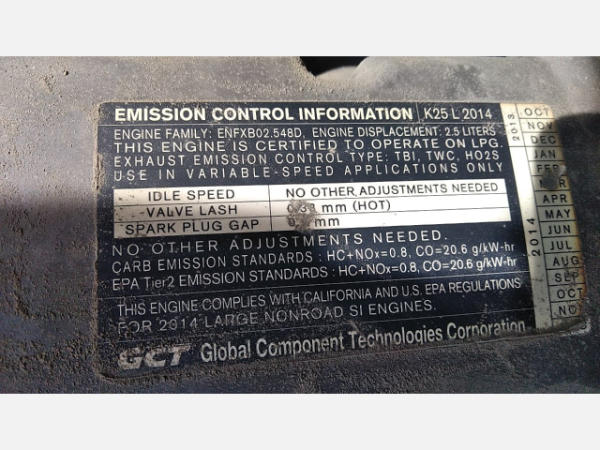 EMISSION CONTROL INFORMATION K25 L 2014
ENGINE FAMILY: ENFXB02.548D, ENGINE DISPLACEMENT: 2.5 LITERS
THIS ENGINE IS CERTIFIED TO OPERATE ON LPG.
EXHAUST EMISSION CONTROL TYPE: TBI, TWC, HO2S
USE IN VARIABLE-SPEED APPLICATIONS ONLY
IDLE SPEED NO OTHER ADJUSTMENTS NEEDED
VALVE LASH mm (HOT)
SPARK PLUG GAP mm
NO OTHER ADJUSTMENTS NEEDED.
CARB EMISSION STANDARDS : HC+NOx=0.8, CO=20.6 g/kW-hr
EPA Tier2 EMISSION STANDARDS : HC+NOx=0.8, CO=20.6 g/kW-hr
THIS ENGINE COMPLIES WITH CALIFORNIA AND U.S. EPA REGULATIONS
FOR 2014 LARGE NONROAD SI ENGINES.
GCT Global Component Technologies Corporation
2013
OCT
NOV
DEC
2014
JAN
FEB
MAR
APR
MAY
JUN
JUL
AUG
SEP
OCT